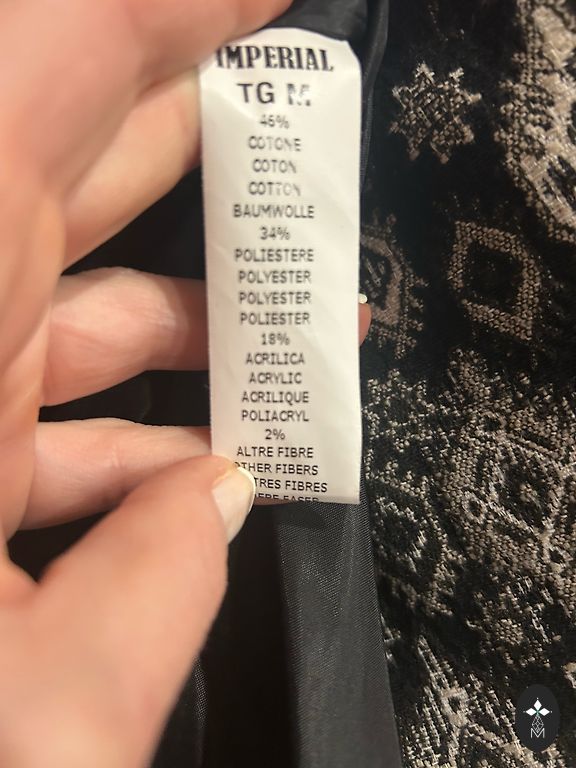 IMPERIAL
TG M
46%
COTONE
COTON
COTTON
BAUMWOLLE
34%
POLIESTERE
POLYESTER
POLYESTER
POLIESTER
18%
ACRILICA
ACRYLIC
ACRILIQUE
POLIACRYL
2%
ALTRE FIBRE
OTHER FIBERS
TRES FIBRES
M